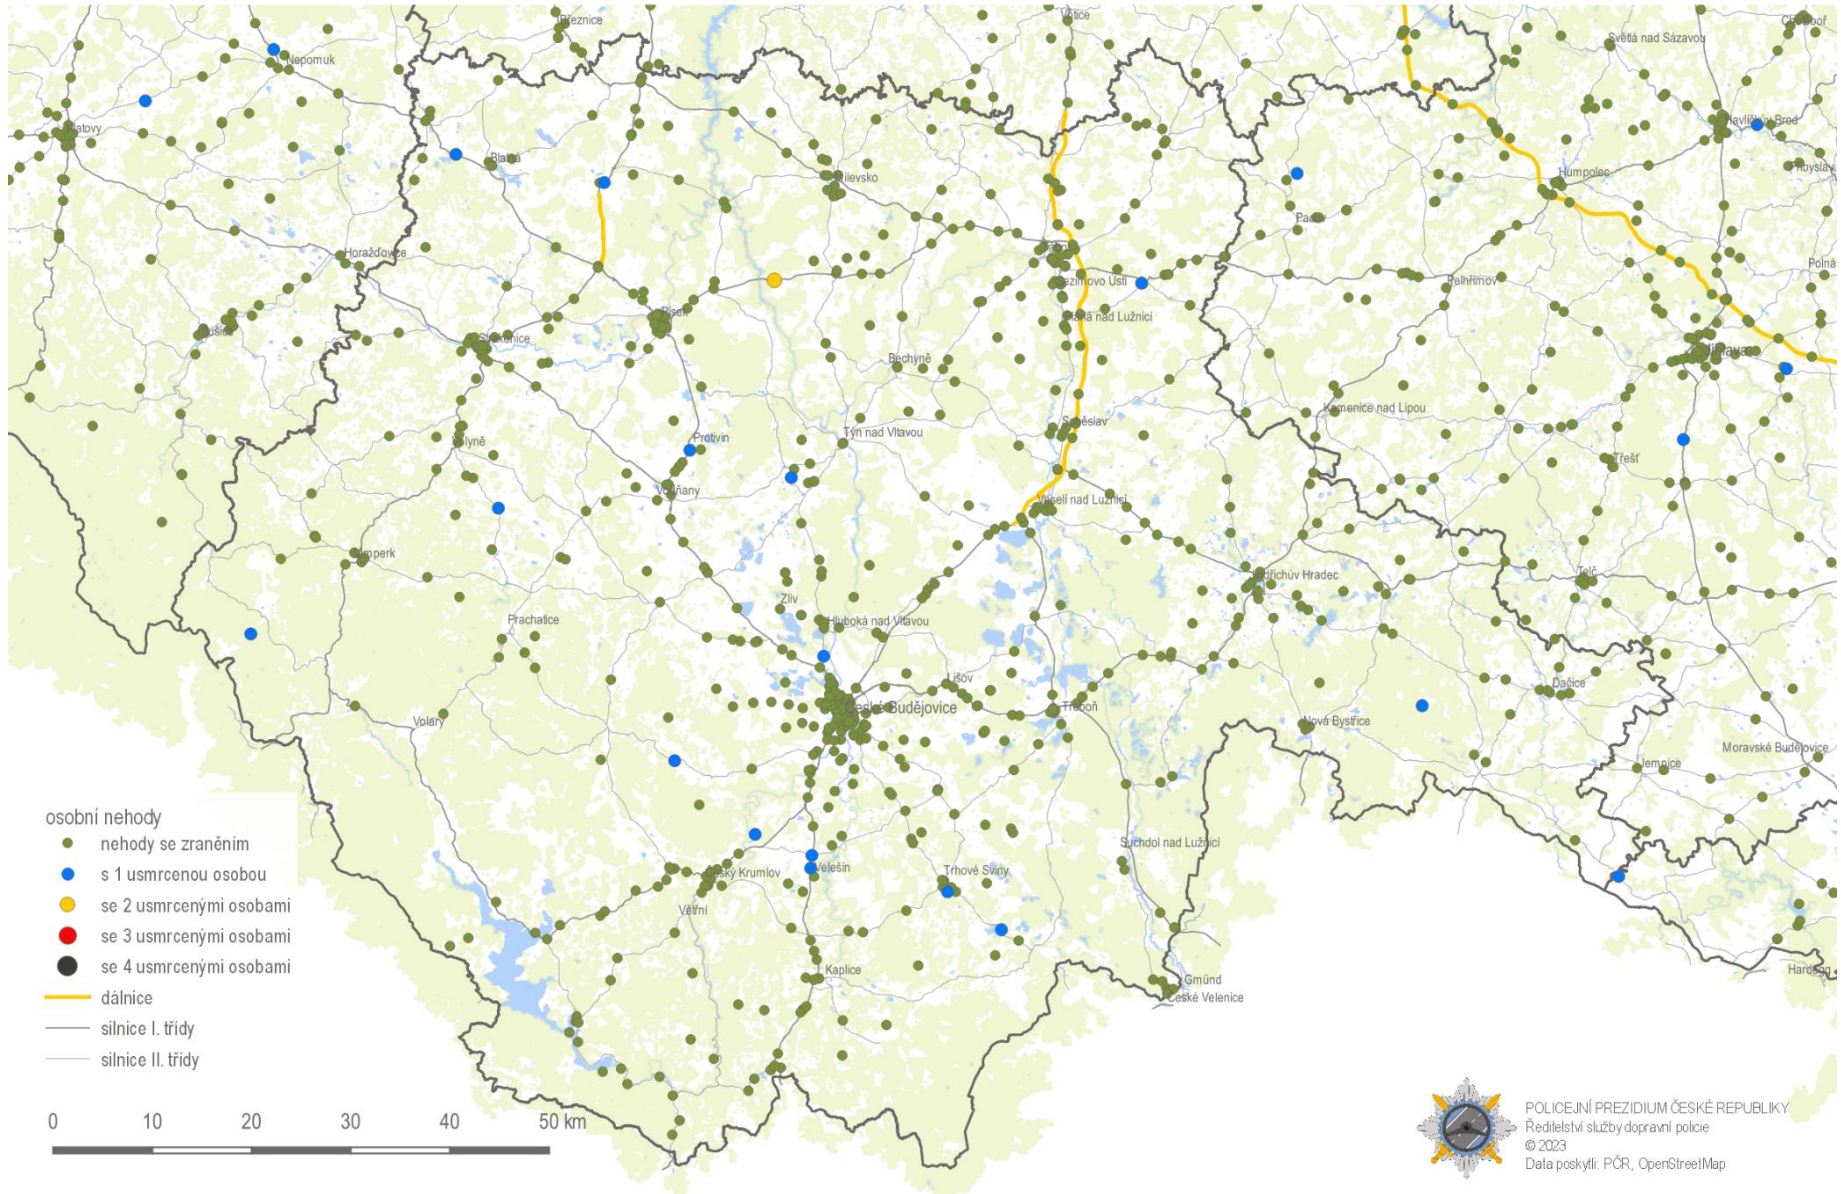 Březnice
Votice
Světlá nad Sázavou
Nepomuk
Havlíčkův Brod
Přibyslav
Blatná
Milevsko
Humpolec
Pacov
Horažďovice
Polná
Sezimovo Ústí
Pelhřimov
Sušice
Písek
Planá nad Lužnicí
Strakonice
Jihlava
Bechyně
Kamenice nad Lipou
Soběslav
Týn nad Vltavou
Protivín
Volyně
Třešť
Vodňany
Veselí nad Lužnicí
Vimperk
Jindřichův Hradec
Telč
Zliv
Prachatice
Hluboká nad Vltavou
Lišov
Dačice
České Budějovice
Třeboň
Volary
Nová Bystřice
Moravské Budějovice
Jemnice
osobní nehody
nehody se zraněním
s 1 usmrcenou osobou
se 2 usmrcenými osobami
se 3 usmrcenými osobami
se 4 usmrcenými osobami
dálnice
silnice I. třídy
silnice II. třídy
Suchdol nad Lužnicí
Český Krumlov
Velešín
Trhové Sviny
Větřní
Kaplice
Hardegg
Gmünd
České Velenice
0 10 20 30 40 50 km
POLICEJNÍ PREZIDIUM ČESKÉ REPUBLIKY
Ředitelství služby dopravní policie
© 2023
Data poskytli: PČR, OpenStreetMap